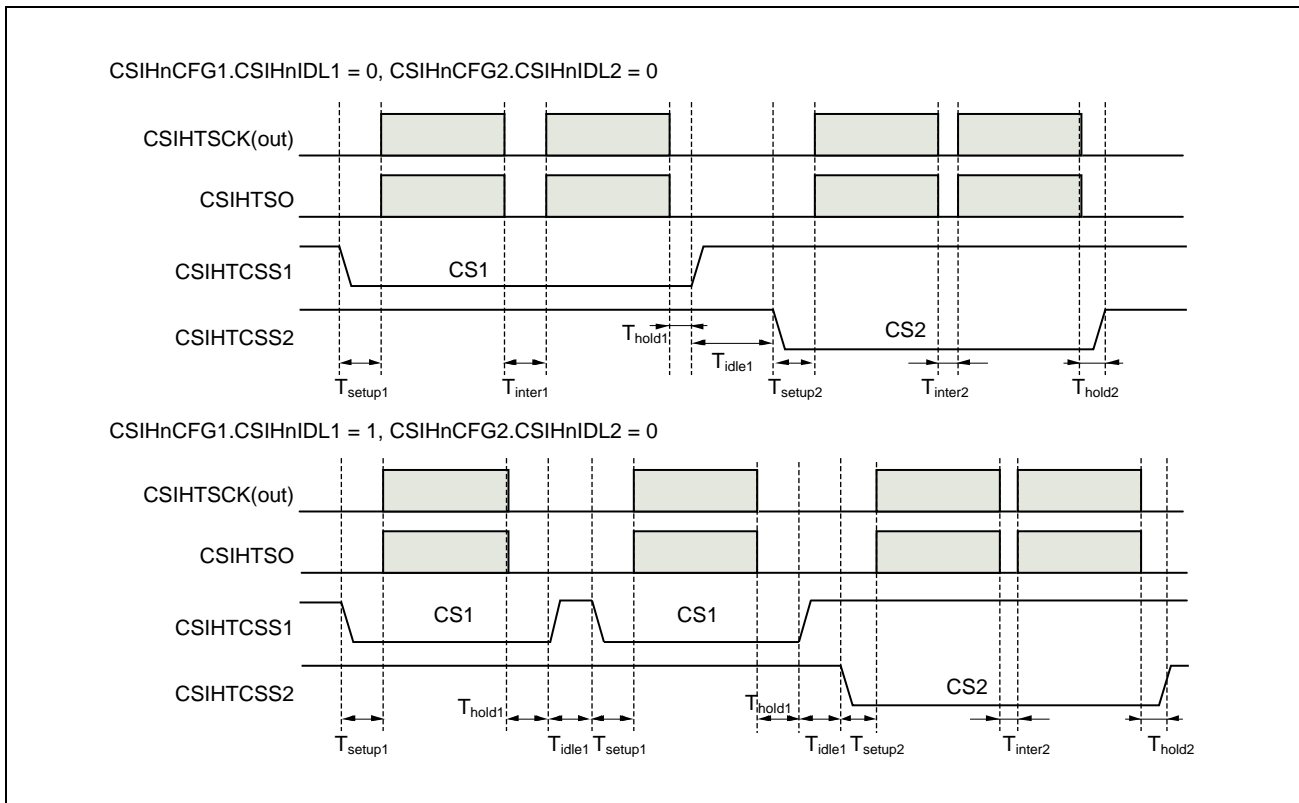 CSIHnCFG1.CSIHnIDL1 = 0, CSIHnCFG2.CSIHnIDL2 = 0
CSIHTSCK(out)
CSIHTSO
CSIHTCSS1
CS1
CSIHTCSS2
CS2
Thold1
Tidle1
Tsetup1
Tinter1
Tsetup2
Tinter2
Thold2
CSIHnCFG1.CSIHnIDL1 = 1, CSIHnCFG2.CSIHnIDL2 = 0
CSIHTSCK(out)
CSIHTSO
CSIHTCSS1
CS1
CS1
CSIHTCSS2
CS2
Thold1
Thold1
Tsetup1
Tidle1
Tsetup1
Tidle1
Tsetup2
Tinter2
Thold2